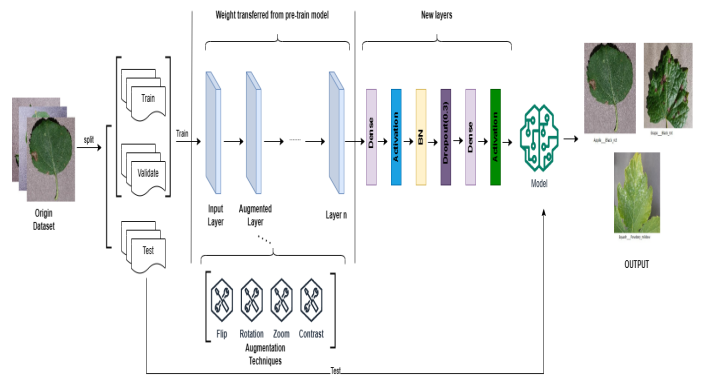 Weight transferred from pre-train model
New layers
split
Train
Validate
Test
Train
Origin
Dataset
Input
Layer
Augmented
Layer
Layer n
Dense
Activation
BN
Dropout(0.3)
Dense
Activation
Model
OUTPUT
Flip
Rotation
Zoom
Contrast
Augmentation
Techniques
Test